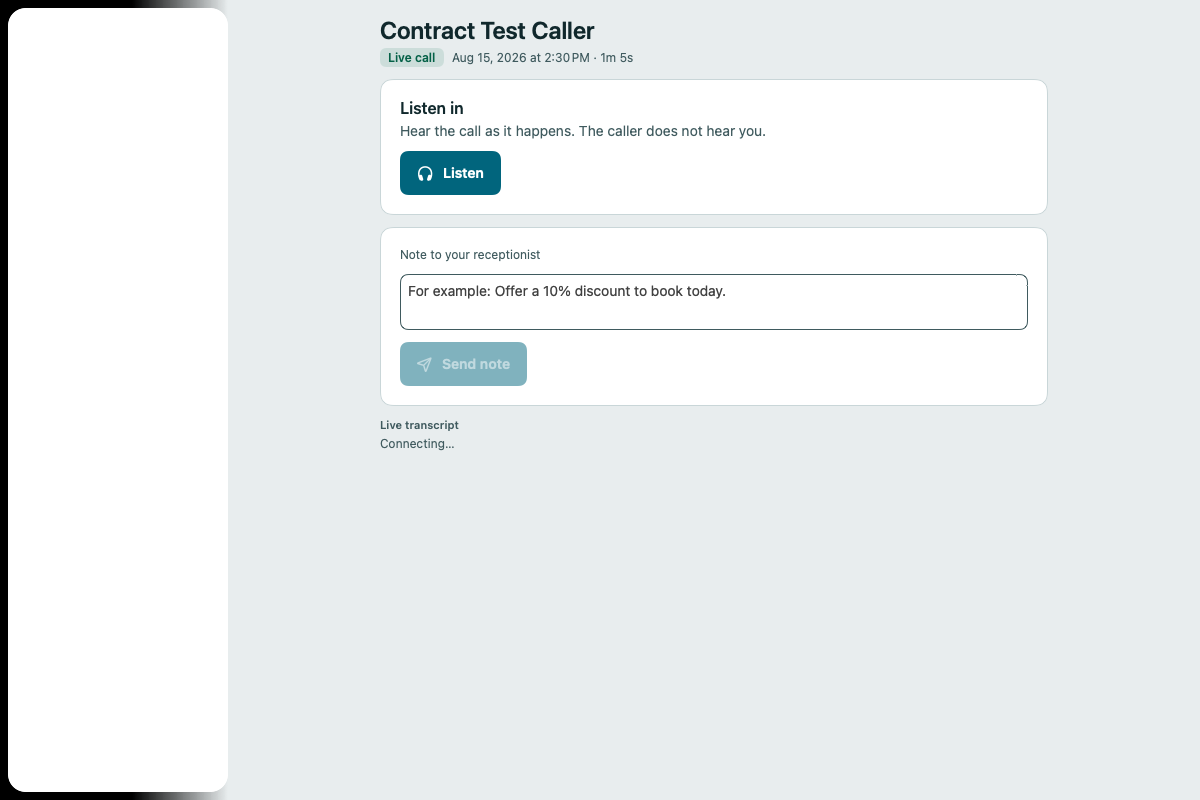 Contract Test Caller
Live call Aug 15, 2026 at 2:30 PM · 1m 5s
Listen in
Hear the call as it happens. The caller does not hear you.
Listen
Note to your receptionist
For example: Offer a 10% discount to book today.
Send note
Live transcript
Connecting…